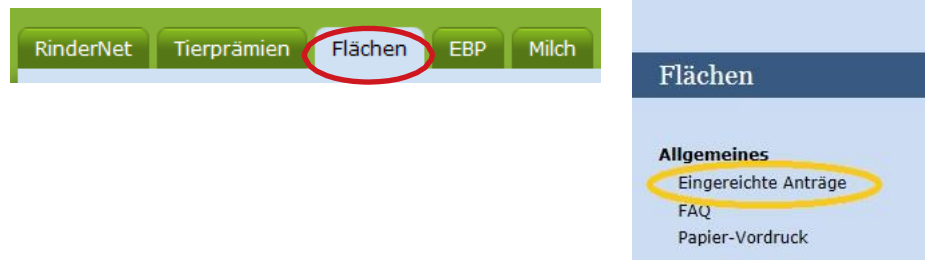 RinderNet Tierprämien Flächen EBP Milch
Flächen
Allgemeines
Eingereichte Anträge
FAQ
Papier-Vordruck